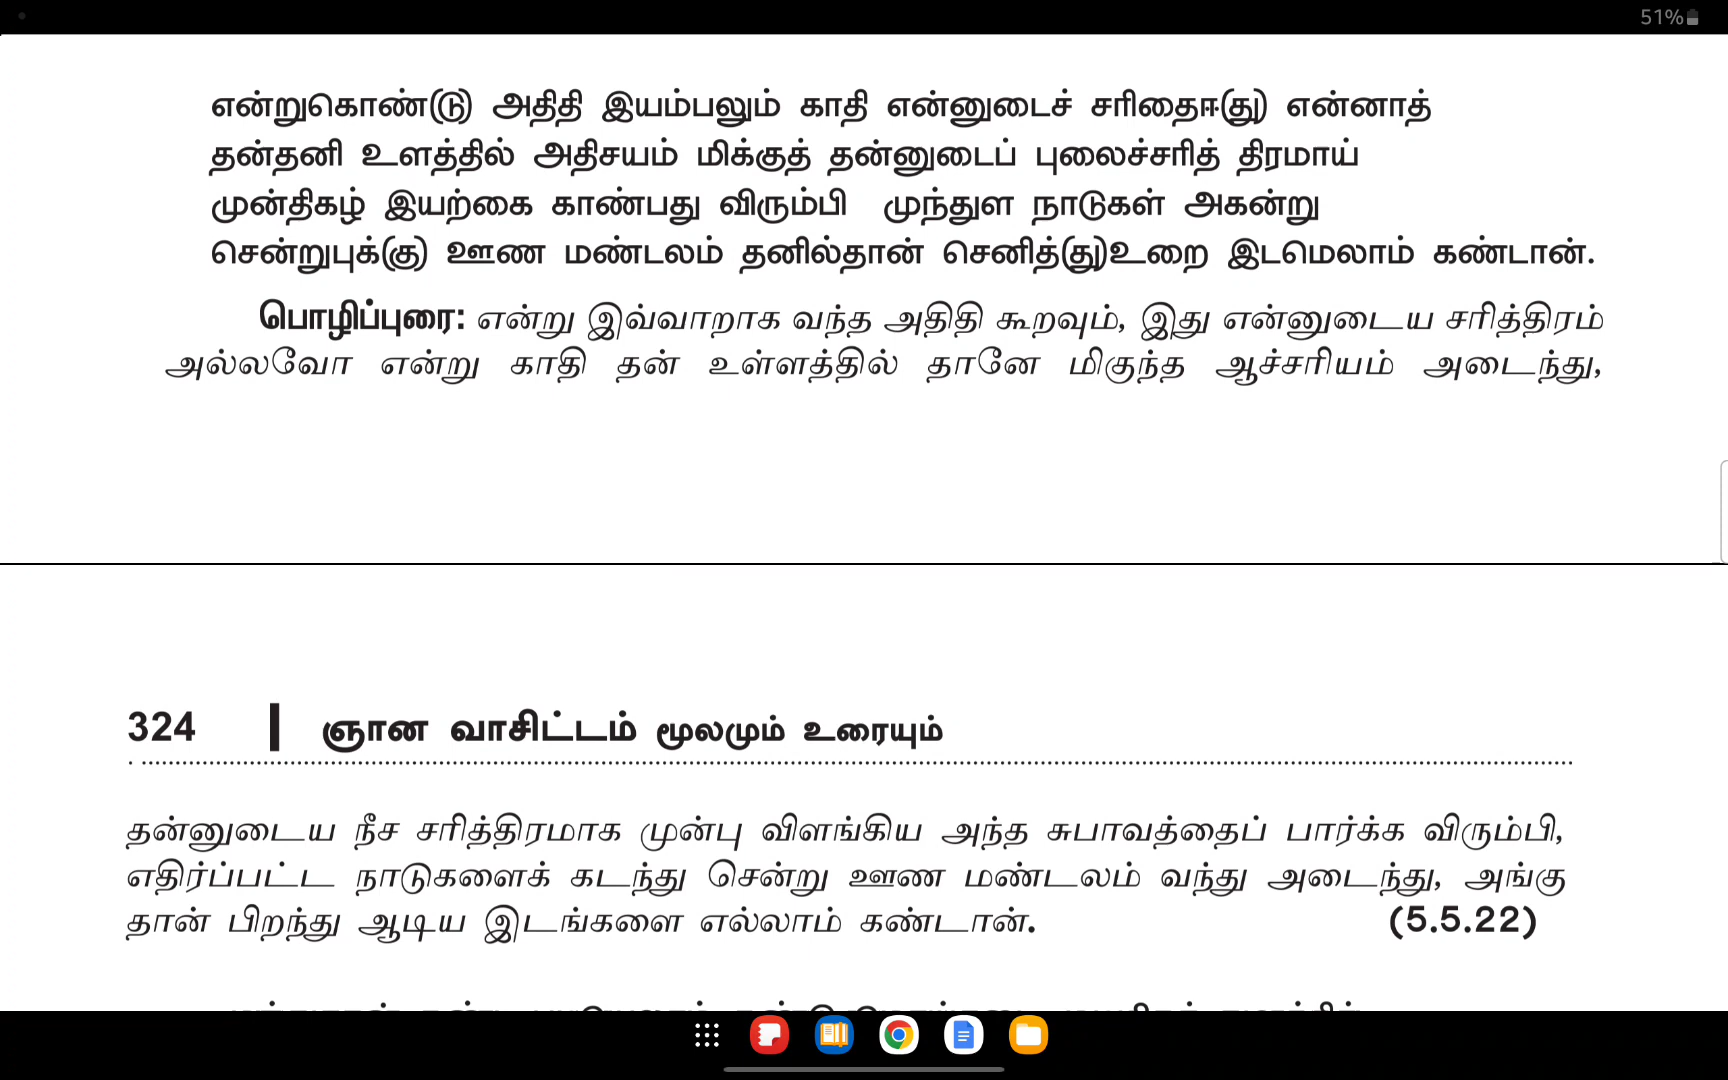 51%
என்றுகொண்(டு) அதிதி இயம்பலும் காதி என்னுடைச் சரிதைஈ(து) என்னாத்
தன்தனி உளத்தில் அதிசயம் மிக்குத் தன்னுடைப் புலைச்சரித் திரமாய்
முன்திகழ் இயற்கை காண்பது விரும்பி முந்துள நாடுகள் அகன்று
சென்றுபுக்(கு) ஊண மண்டலம் தனில்தான் செனித்(து)உறை இடமெலாம் கண்டான்.
பொழிப்புரை: என்று இவ்வாறாக வந்த அதிதி கூறவும், இது என்னுடைய சரித்திரம்
அல்லவோ என்று காதி தன் உள்ளத்தில் தானே மிகுந்த ஆச்சரியம் அடைந்து,
324 ஞான வாசிட்டம் மூலமும் உரையும்
தன்னுடைய நீச சரித்திரமாக முன்பு விளங்கிய அந்த சுபாவத்தைப் பார்க்க விரும்பி,
எதிர்ப்பட்ட நாடுகளைக் கடந்து சென்று ஊண மண்டலம் வந்து அடைந்து, அங்கு
தான் பிறந்து ஆடிய இடங்களை எல்லாம் கண்டான். (5.5.22)